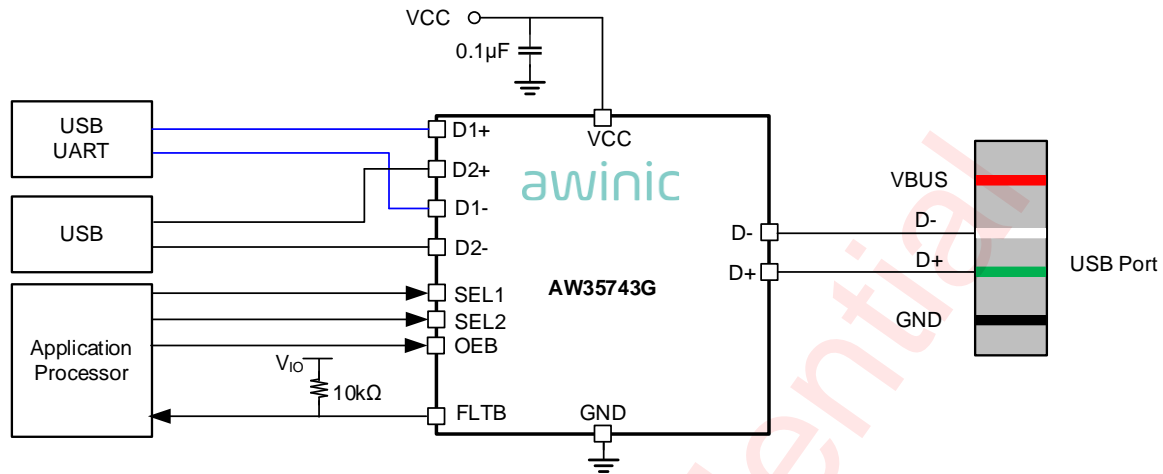 VCC
0.1µF
USB
UART
USB
Application
Processor
V_IO
10kΩ
D1+
D2+
D1-
D2-
SEL1
SEL2
OEB
FLTB
VCC
awinic
AW35743G
GND
D-
D+
VBUS
D-
D+
GND
USB Port